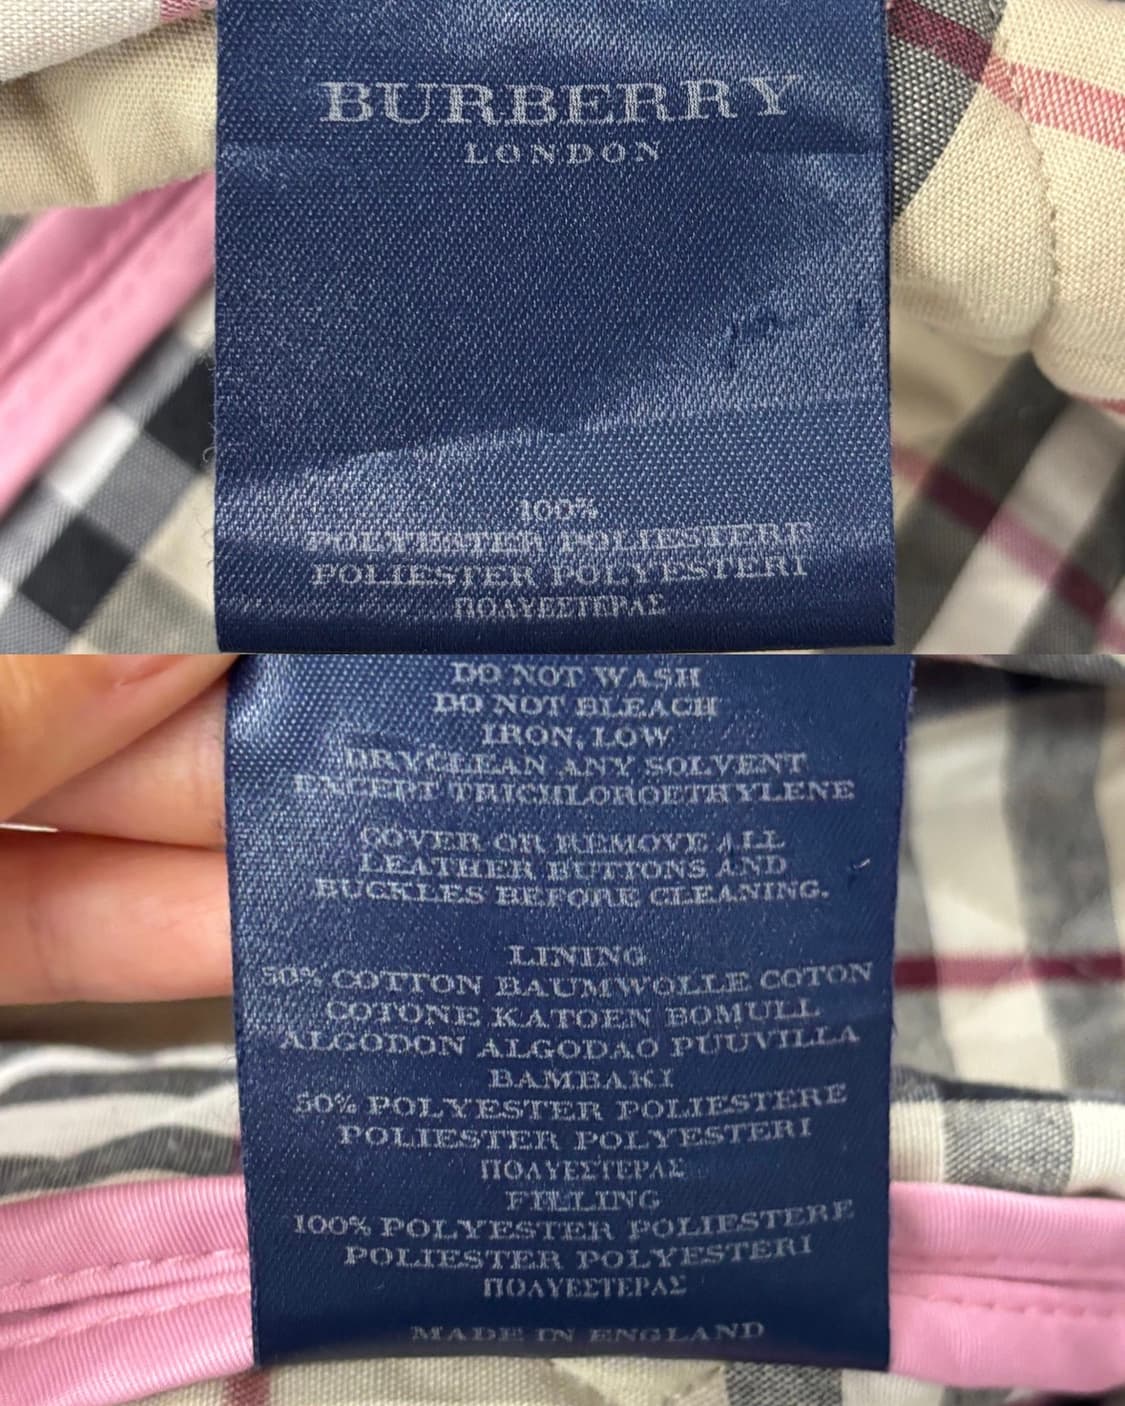 BURBERRY
LONDON
100%
POLYESTER POLIESTERE
POLIESTER POLYESTERI
ΠΟΛΥΕΣΤΕΡΑΣ
DO NOT WASH
DO NOT BLEACH
IRON, LOW
DRYCLEAN ANY SOLVENT
EXCEPT TRICHLOROETHYLENE
COVER OR REMOVE ALL
LEATHER BUTTONS AND
BUCKLES BEFORE CLEANING.
LINING
50% COTTON BAUMWOLLE COTON
COTONE KATOEN BOMULL
ALGODON ALGODAO PUUVILLA
BAMBAKI
50% POLYESTER POLIESTERE
POLIESTER POLYESTERI
ΠΟΛΥΕΣΤΕΡΑΣ
FILLING
100% POLYESTER POLIESTERE
POLIESTER POLYESTERI
ΠΟΛΥΕΣΤΕΡΑΣ
MADE IN ENGLAND